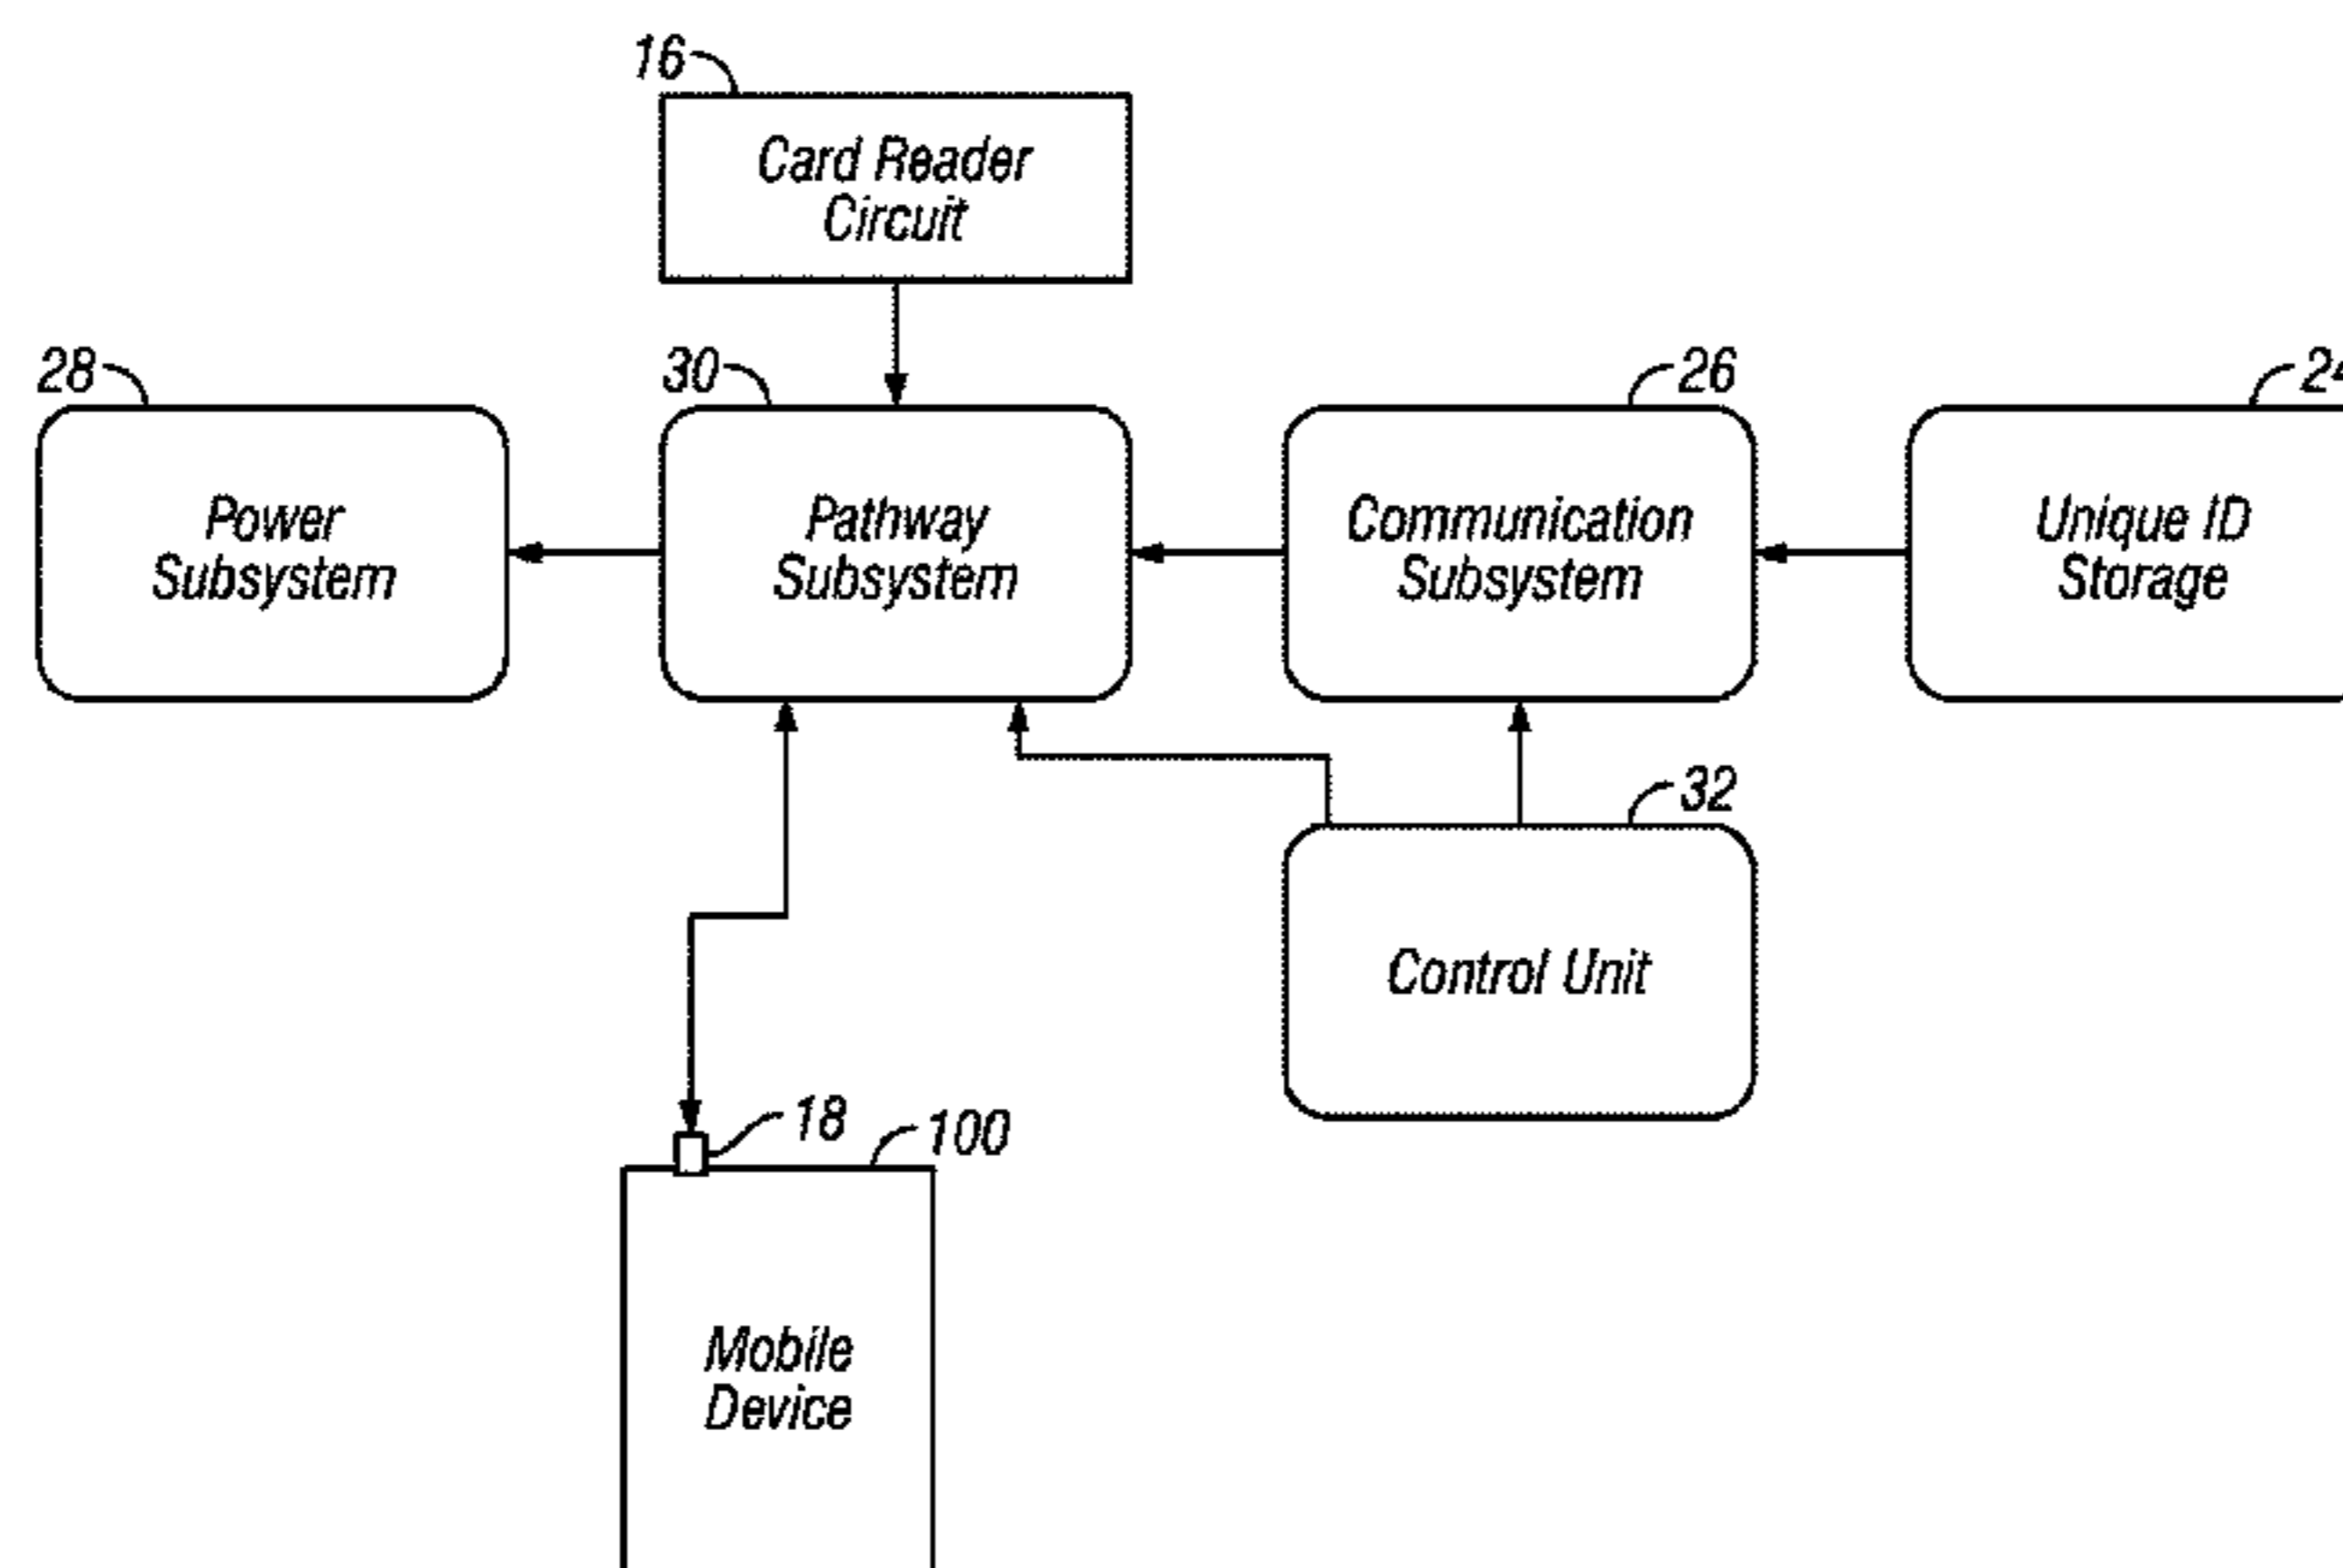 16
Card Reader
Circuit
28
30
26
24
Power
Subsystem
Pathway
Subsystem
Communication
Subsystem
Unique ID
Storage
32
Control Unit
18
100
Mobile
Device